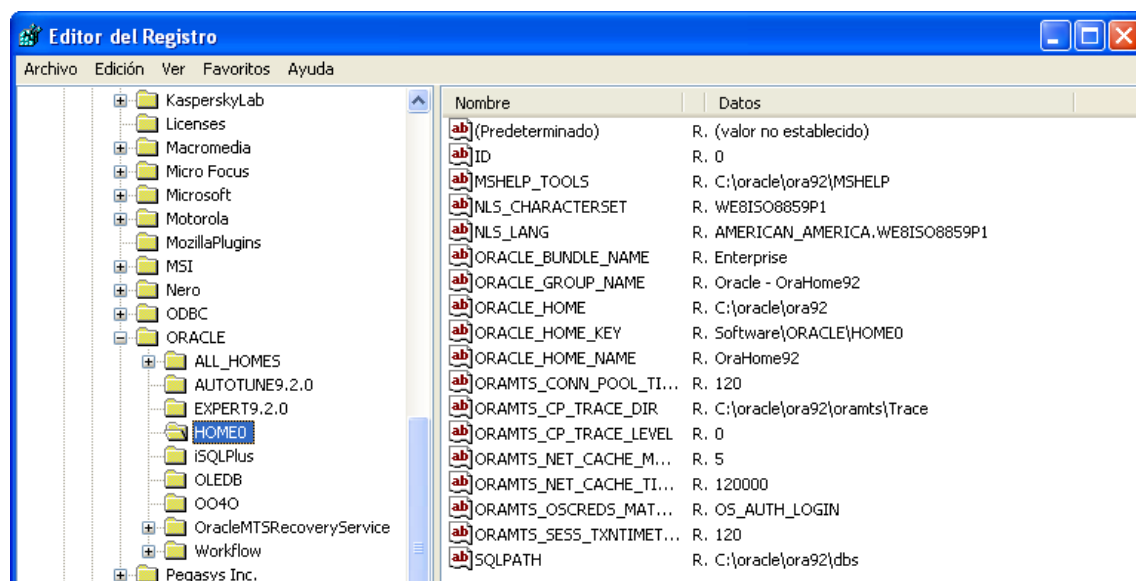 Editor del Registro
Archivo Edición Ver Favoritos Ayuda
KasperskyLab
Licenses
Macromedia
Micro Focus
Microsoft
Motorola
MozillaPlugins
MSI
Nero
ODBC
ORACLE
ALL_HOMES
AUTOTUNE9.2.0
EXPERT9.2.0
HOME0
iSQLPlus
OLEDB
OO4O
OracleMTSRecoveryService
Workflow
Pegasys Inc.
Nombre Datos
(Predeterminado) R. (valor no establecido)
ID R. 0
MSHELP_TOOLS R. C:\oracle\ora92\MSHELP
NLS_CHARACTERSET R. WE8ISO8859P1
NLS_LANG R. AMERICAN_AMERICA.WE8ISO8859P1
ORACLE_BUNDLE_NAME R. Enterprise
ORACLE_GROUP_NAME R. Oracle - OraHome92
ORACLE_HOME R. C:\oracle\ora92
ORACLE_HOME_KEY R. Software\ORACLE\HOME0
ORACLE_HOME_NAME R. OraHome92
ORAMTS_CONN_POOL_TI... R. 120
ORAMTS_CP_TRACE_DIR R. C:\oracle\ora92\oramts\Trace
ORAMTS_CP_TRACE_LEVEL R. 0
ORAMTS_NET_CACHE_M... R. 5
ORAMTS_NET_CACHE_TI... R. 120000
ORAMTS_OSCREDS_MAT... R. OS_AUTH_LOGIN
ORAMTS_SESS_TXNTIMET... R. 120
SQLPATH R. C:\oracle\ora92\dbs